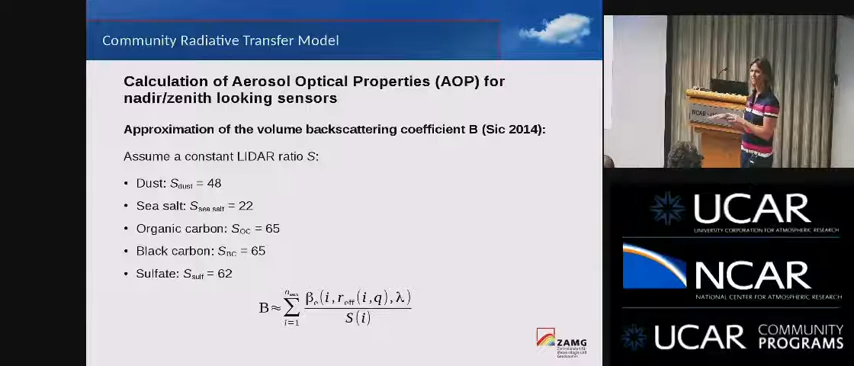 Community Radiative Transfer Model
Calculation of Aerosol Optical Properties (AOP) for
nadir/zenith looking sensors
Approximation of the volume backscattering coefficient B (Sic 2014):
Assume a constant LIDAR ratio S:
• Dust: S_dust = 48
• Sea salt: S_sea salt = 22
• Organic carbon: S_OC = 65
• Black carbon: S_BC = 65
• Sulfate: S_sulf = 62
B≈∑_{i=1} β_e(i, r_eff(i,q), λ) / S(i)
ZAMG
NCAR
UCAR
UNIVERSITY CORPORATION FOR ATMOSPHERIC RESEARCH
NCAR
NATIONAL CENTER FOR ATMOSPHERIC RESEARCH
UCAR COMMUNITY
PROGRAMS